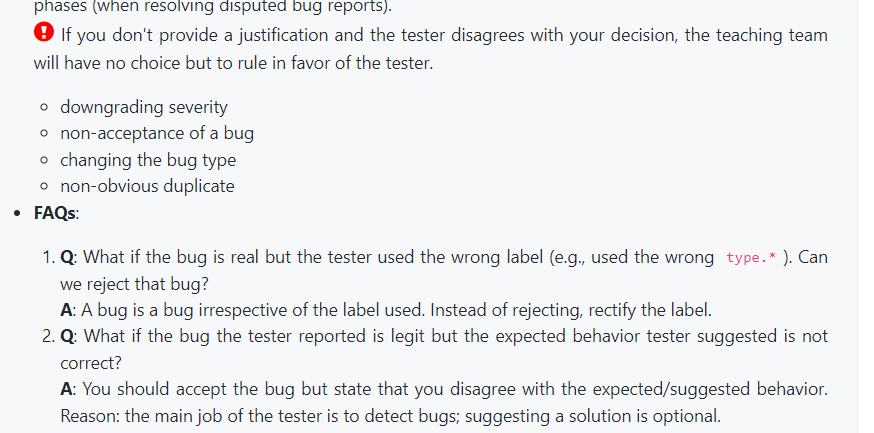 phases (when resolving disputed bug reports).
If you don't provide a justification and the tester disagrees with your decision, the teaching team
will have no choice but to rule in favor of the tester.
downgrading severity
non-acceptance of a bug
changing the bug type
non-obvious duplicate
FAQs:
1. Q: What if the bug is real but the tester used the wrong label (e.g., used the wrong type.* ). Can
we reject that bug?
A: A bug is a bug irrespective of the label used. Instead of rejecting, rectify the label.
2. Q: What if the bug the tester reported is legit but the expected behavior tester suggested is not
correct?
A: You should accept the bug but state that you disagree with the expected/suggested behavior.
Reason: the main job of the tester is to detect bugs; suggesting a solution is optional.